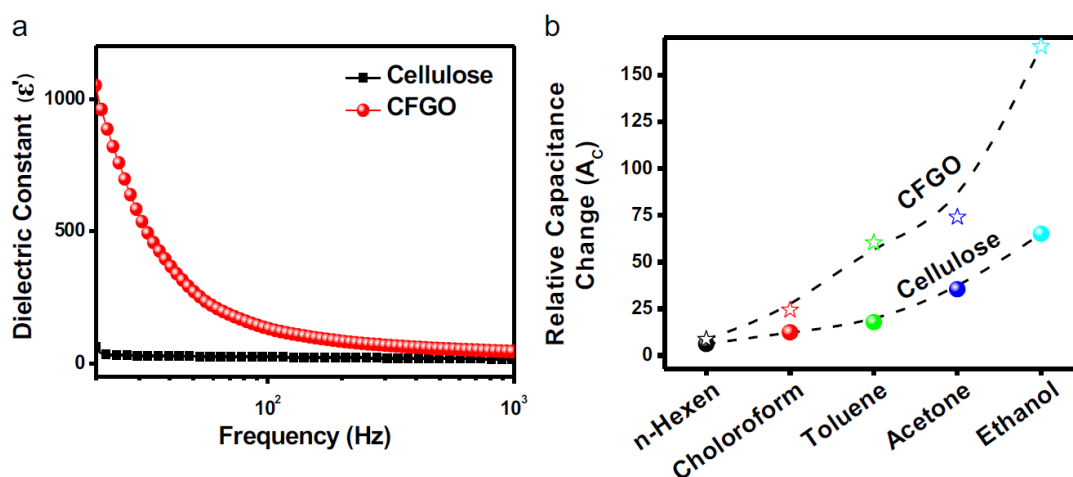 a
Dielectric Constant (ε')
1000
500
0
Cellulose
CFGO
10²
10³
Frequency (Hz)
b
Relative Capacitance
Change (A_C)
150
125
100
75
50
25
0
CFGO
Cellulose
n-Hexen
Choloroform
Toluene
Acetone
Ethanol